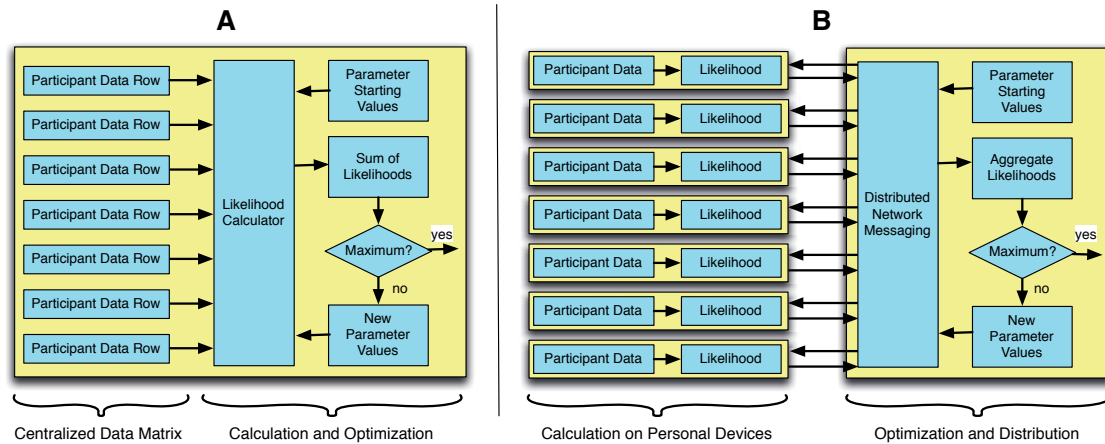 A
Participant Data Row
Participant Data Row
Participant Data Row
Participant Data Row
Participant Data Row
Participant Data Row
Participant Data Row
Likelihood
Calculator
Parameter
Starting
Values
Sum of
Likelihoods
Maximum?
yes
no
New
Parameter
Values
Centralized Data Matrix
Calculation and Optimization
B
Participant Data
Likelihood
Participant Data
Likelihood
Participant Data
Likelihood
Participant Data
Likelihood
Participant Data
Likelihood
Participant Data
Likelihood
Participant Data
Likelihood
Distributed
Network
Messaging
Parameter
Starting
Values
Aggregate
Likelihoods
Maximum?
yes
no
New
Parameter
Values
Calculation on Personal Devices
Optimization and Distribution